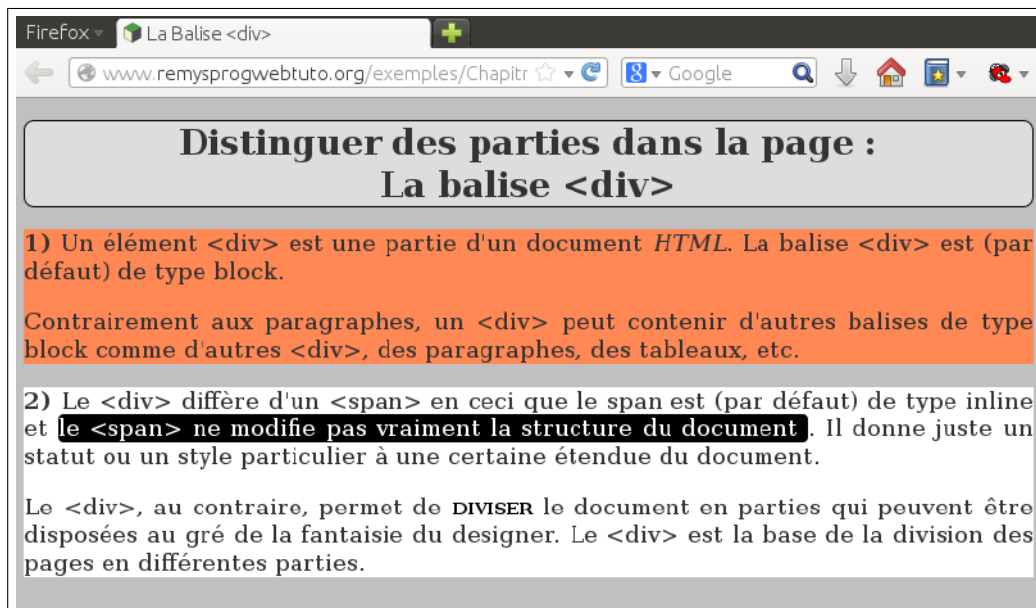 Firefox
La Balise <div>
www.remysprogwebtuto.org/exemples/Chapitr
Google
Distinguer des parties dans la page :
La balise <div>
1) Un élément <div> est une partie d'un document HTML. La balise <div> est (par
défaut) de type block.
Contrairement aux paragraphes, un <div> peut contenir d'autres balises de type
block comme d'autres <div>, des paragraphes, des tableaux, etc.
2) Le <div> diffère d'un <span> en ceci que le span est (par défaut) de type inline
et le <span> ne modifie pas vraiment la structure du document . Il donne juste un
statut ou un style particulier à une certaine étendue du document.
Le <div>, au contraire, permet de DIVISER le document en parties qui peuvent être
disposées au gré de la fantaisie du designer. Le <div> est la base de la division des
pages en différentes parties.